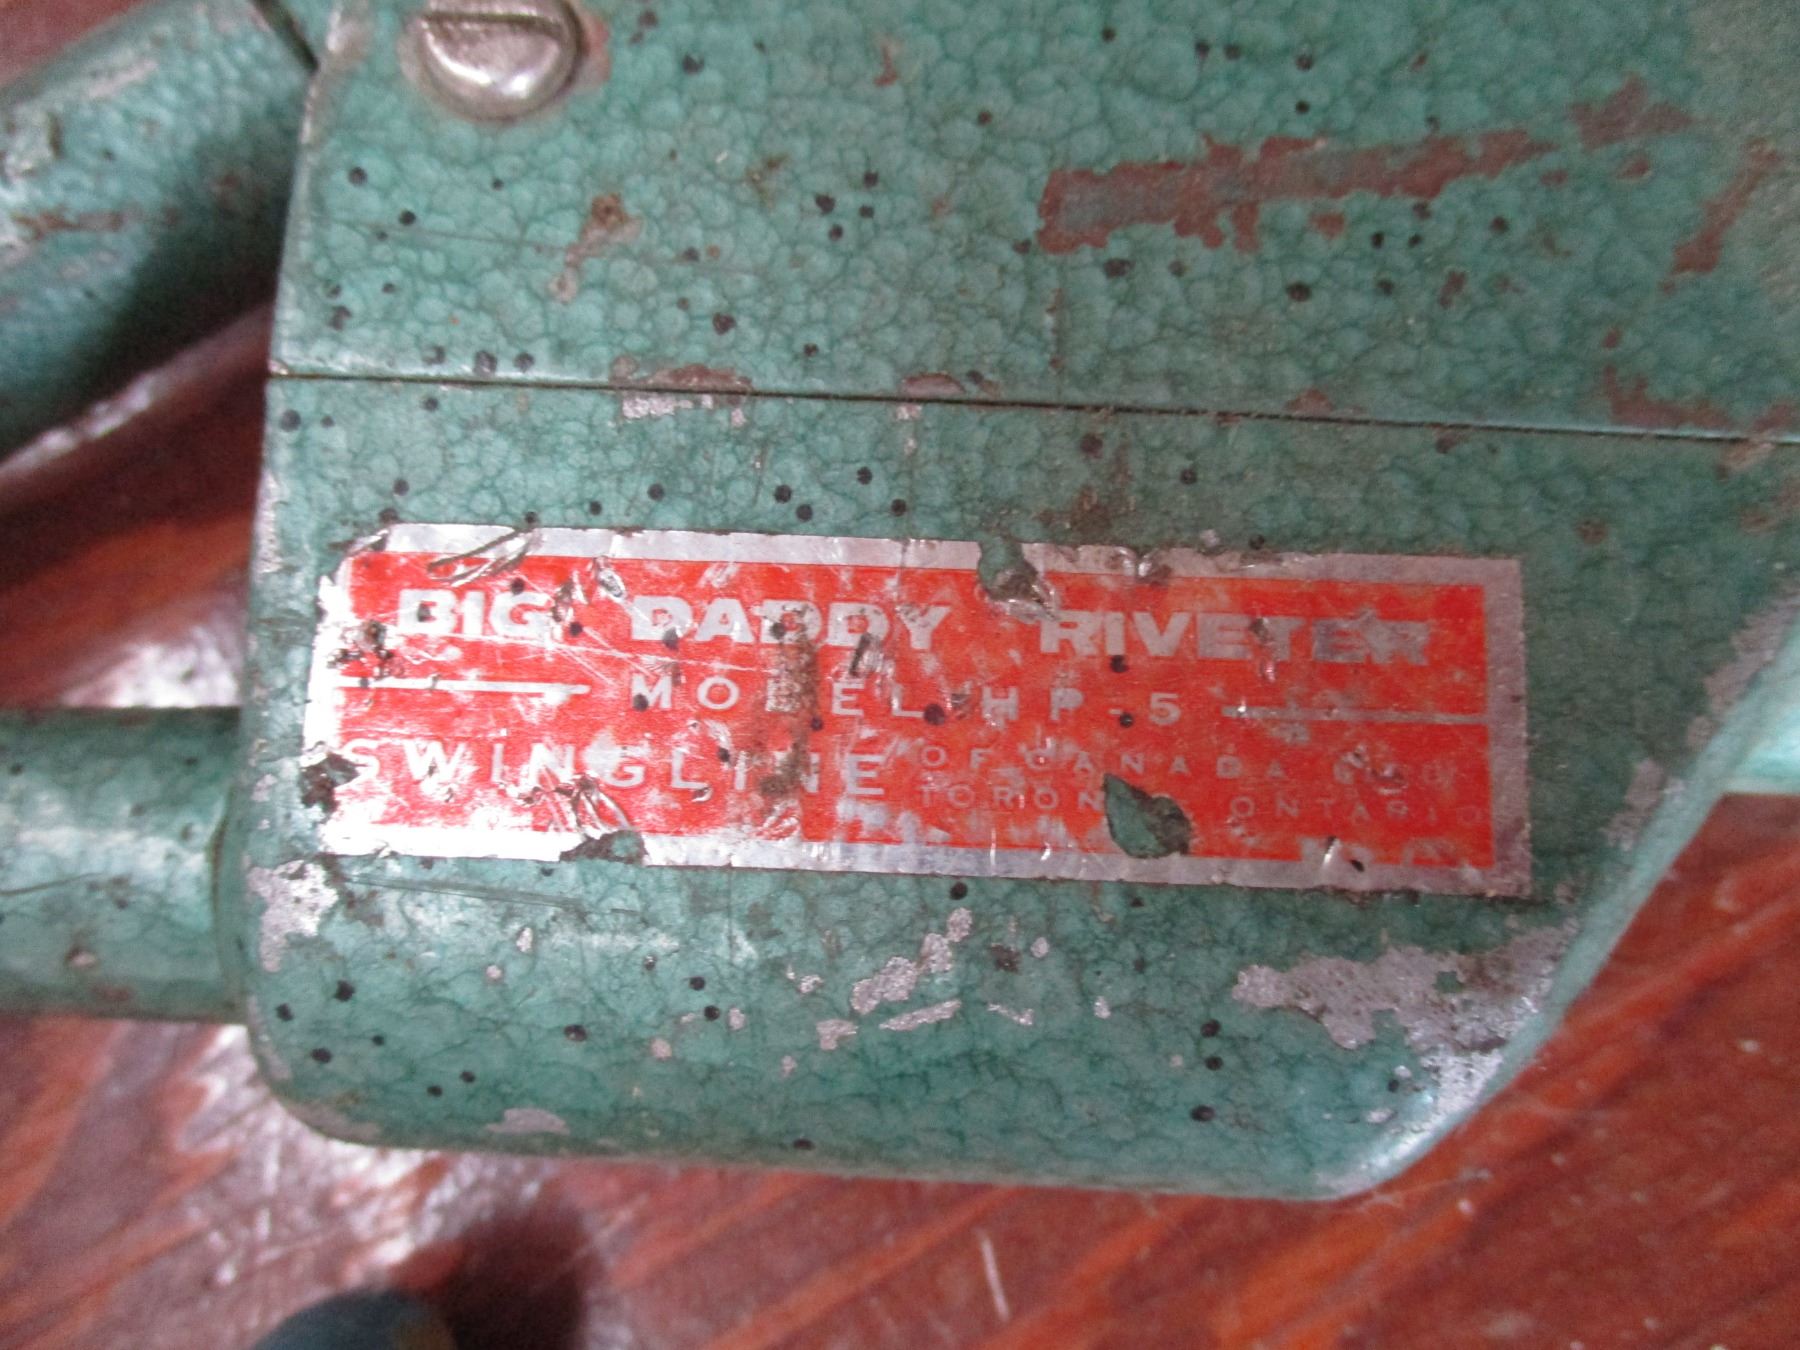 BIG DADDY RIVETER
MODEL HP-5
SWINGLINE OF CANADA
TORONTO ONTARIO